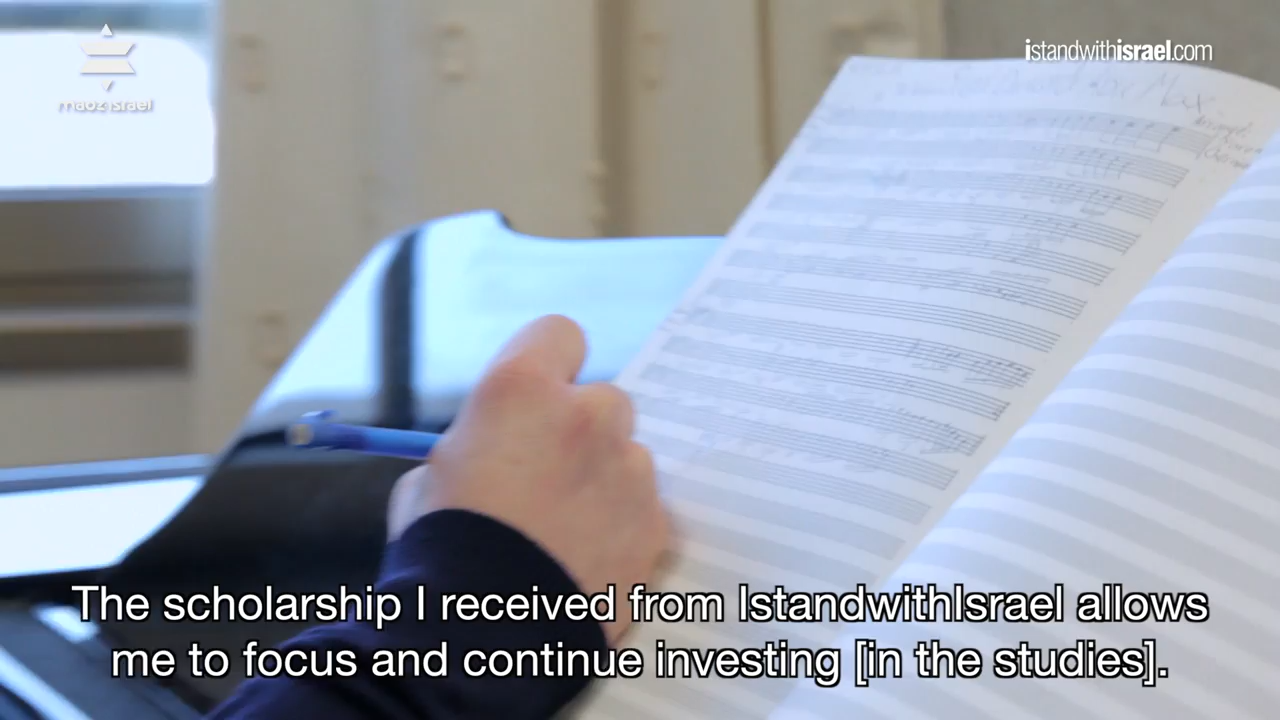 maoz israel
istandwithisrael.com
The scholarship I received from IstandwithIsrael allows
me to focus and continue investing [in the studies].